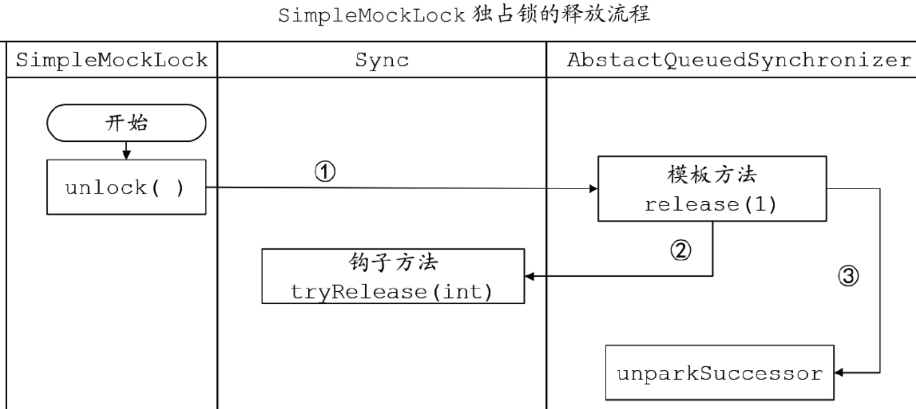 SimpleMockLock 独占锁的释放流程
SimpleMockLock
Sync
AbstactQueuedSynchronizer
开始
unlock( )
①
模板方法
release(1)
②
钩子方法
tryRelease(int)
③
unparkSuccessor